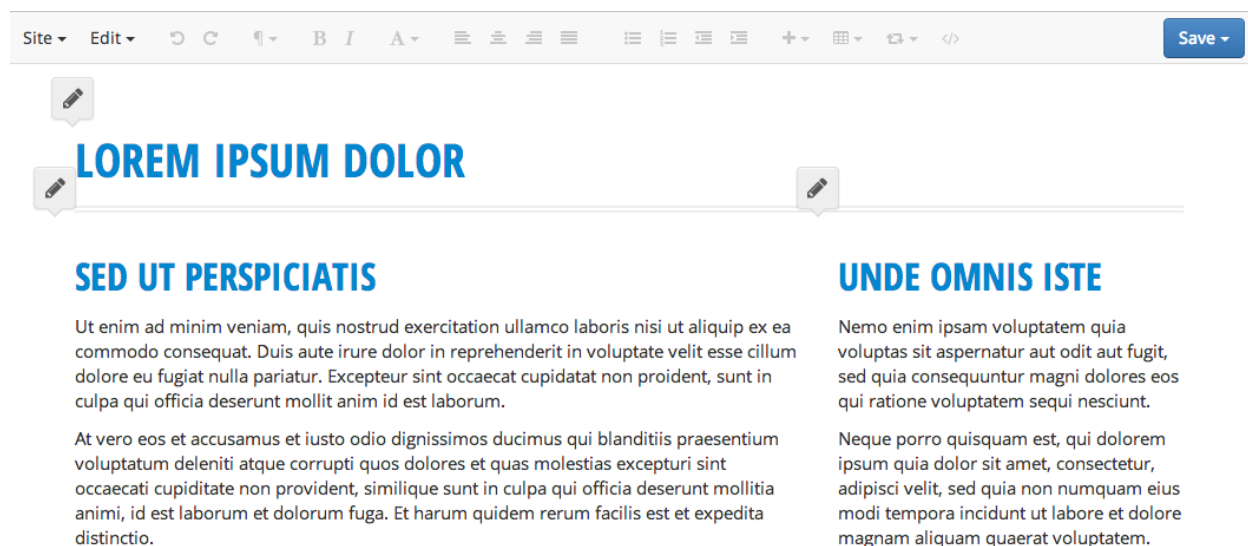 Site Edit B I A Save
LOREM IPSUM DOLOR
SED UT PERSPICIATIS
Ut enim ad minim veniam, quis nostrud exercitation ullamco laboris nisi ut aliquip ex ea
commodo consequat. Duis aute irure dolor in reprehenderit in voluptate velit esse cillum
dolore eu fugiat nulla pariatur. Excepteur sint occaecat cupidatat non proident, sunt in
culpa qui officia deserunt mollit anim id est laborum.
At vero eos et accusamus et iusto odio dignissimos ducimus qui blanditiis praesentium
voluptatum deleniti atque corrupti quos dolores et quas molestias excepturi sint
occaecati cupiditate non provident, similique sunt in culpa qui officia deserunt mollitia
animi, id est laborum et dolorum fuga. Et harum quidem rerum facilis est et expedita
distinctio.
UNDE OMNIS ISTE
Nemo enim ipsam voluptatem quia
voluptas sit aspernatur aut odit aut fugit,
sed quia consequuntur magni dolores eos
qui ratione voluptatem sequi nesciunt.
Neque porro quisquam est, qui dolorem
ipsum quia dolor sit amet, consectetur,
adipisci velit, sed quia non numquam eius
modi tempora incidunt ut labore et dolore
magnam aliquam quaerat voluptatem.